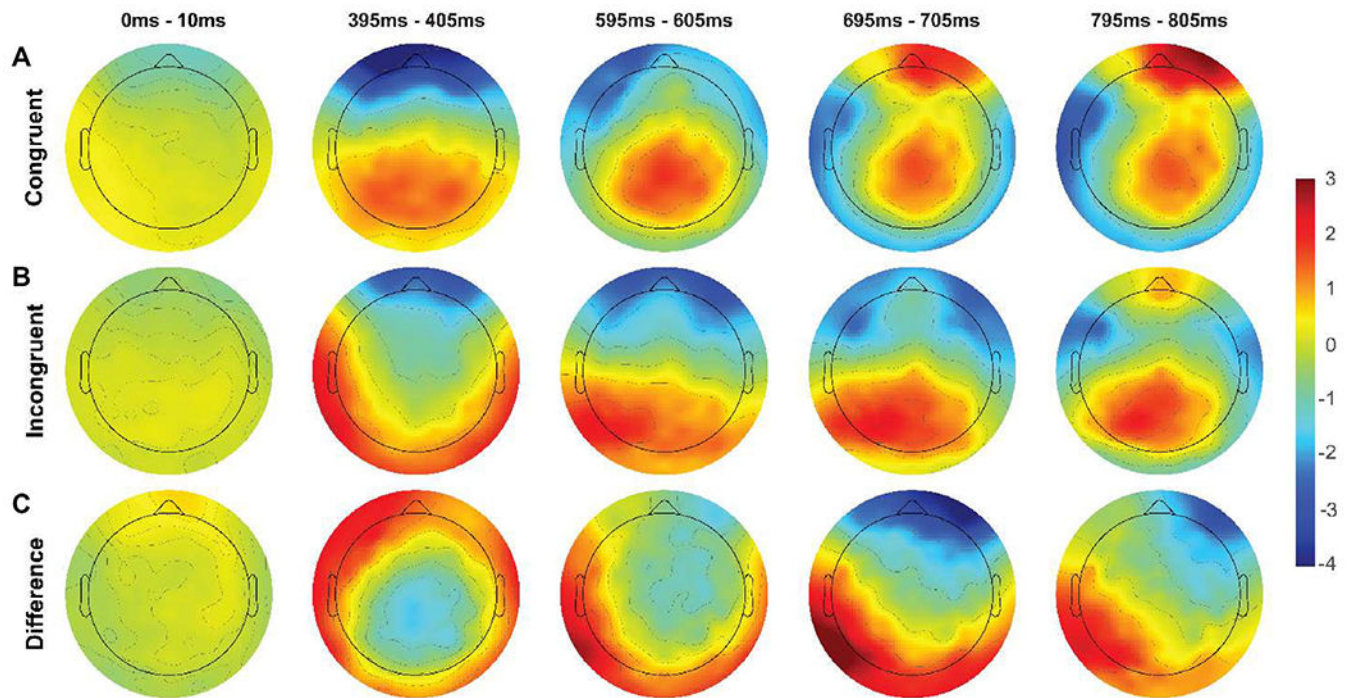 0ms - 10ms 395ms - 405ms 595ms - 605ms 695ms - 705ms 795ms - 805ms
A
Congruent
B
Incongruent
C
Difference
3
2
1
0
-1
-2
-3
-4